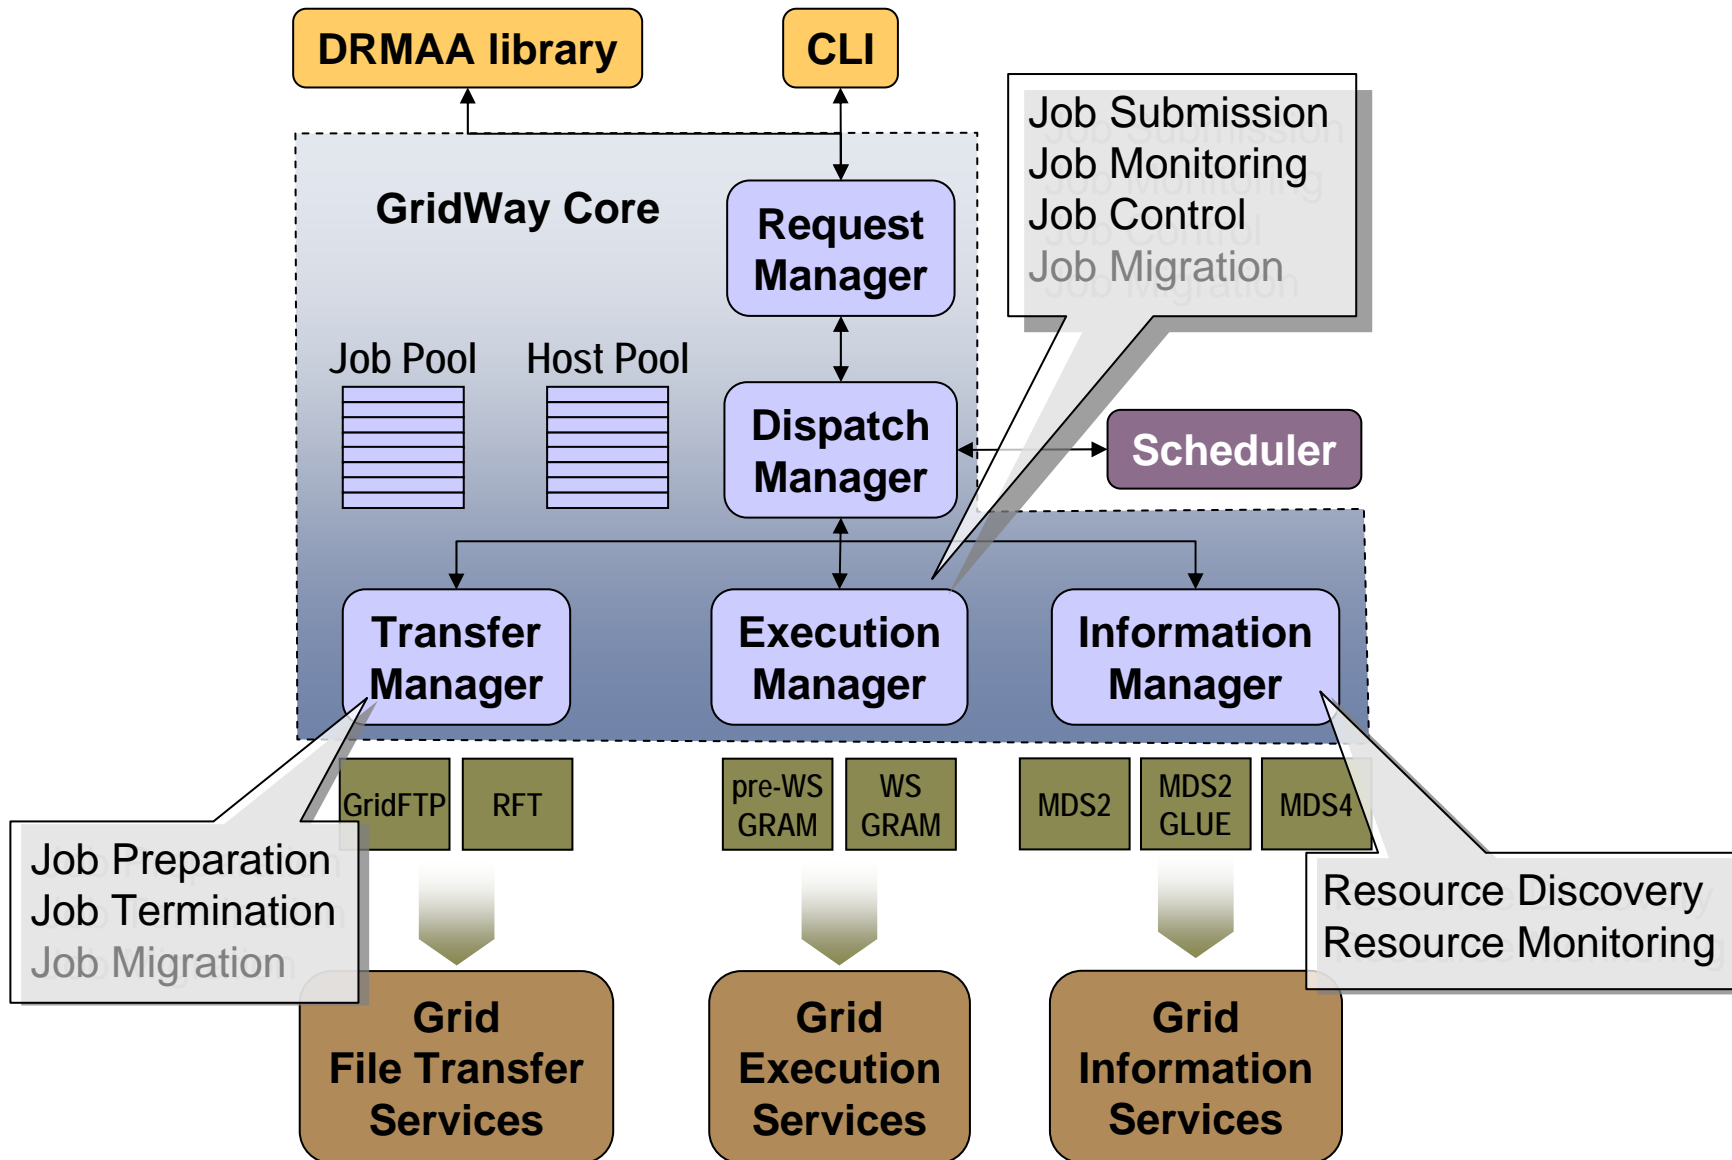 DRMAA library
CLI
Job Submission
Job Monitoring
Job Control
Job Migration
GridWay Core
Request
Manager
Job Pool
Host Pool
Dispatch
Manager
Scheduler
Transfer
Manager
Execution
Manager
Information
Manager
GridFTP
RFT
pre-WS
GRAM
WS
GRAM
MDS2
MDS2
GLUE
MDS4
Job Preparation
Job Termination
Job Migration
Resource Discovery
Resource Monitoring
Grid
File Transfer
Services
Grid
Execution
Services
Grid
Information
Services